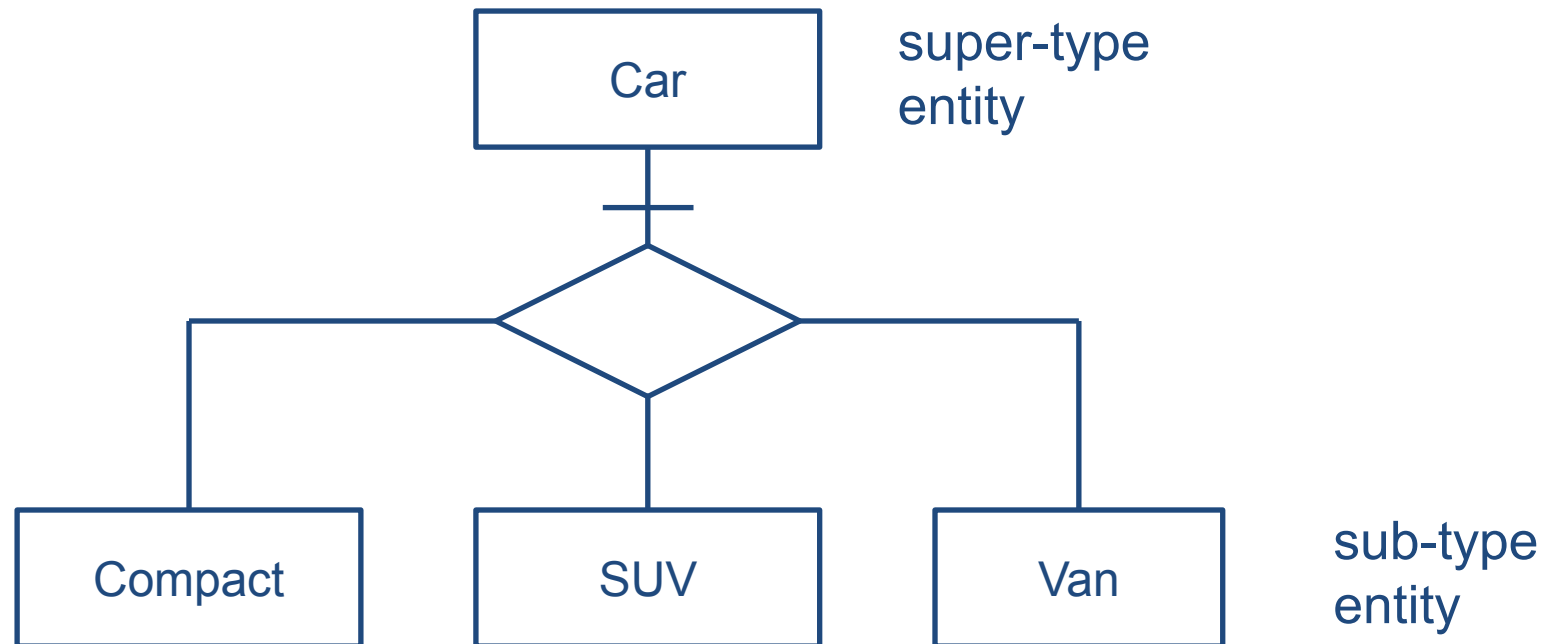 Car
super-type
entity
Compact
SUV
Van
sub-type
entity